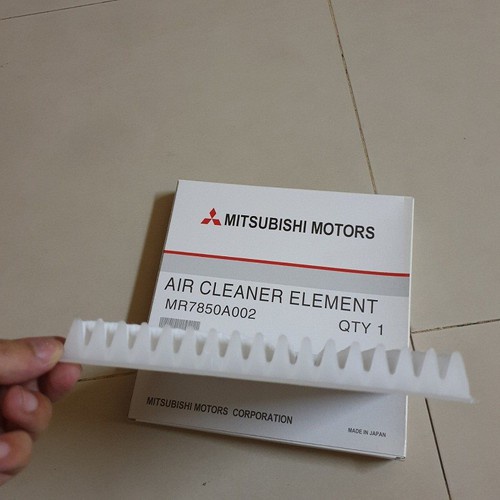 MITSUBISHI MOTORS
AIR CLEANER ELEMENT
MR7850A002
QTY 1
MITSUBISHI MOTORS CORPORATION
MADE IN JAPAN